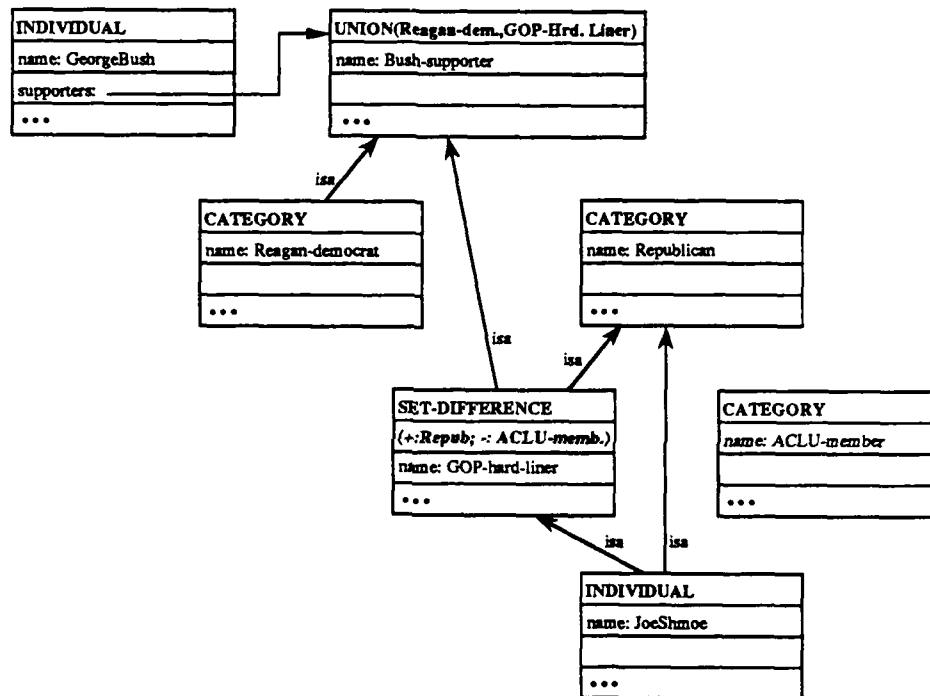 INDIVIDUAL
name: GeorgeBush
supporters:
•••
UNION(Reagan-dem.,GOP-Hrd. Liner)
name: Bush-supporter
•••
isa
CATEGORY
name: Reagan-democrat
•••
CATEGORY
name: Republican
•••
isa
isa
SET-DIFFERENCE
(+:Repub; -: ACLU-memb.)
name: GOP-hard-liner
•••
CATEGORY
name: ACLU-member
•••
isa
isa
INDIVIDUAL
name: JoeShmoe
•••